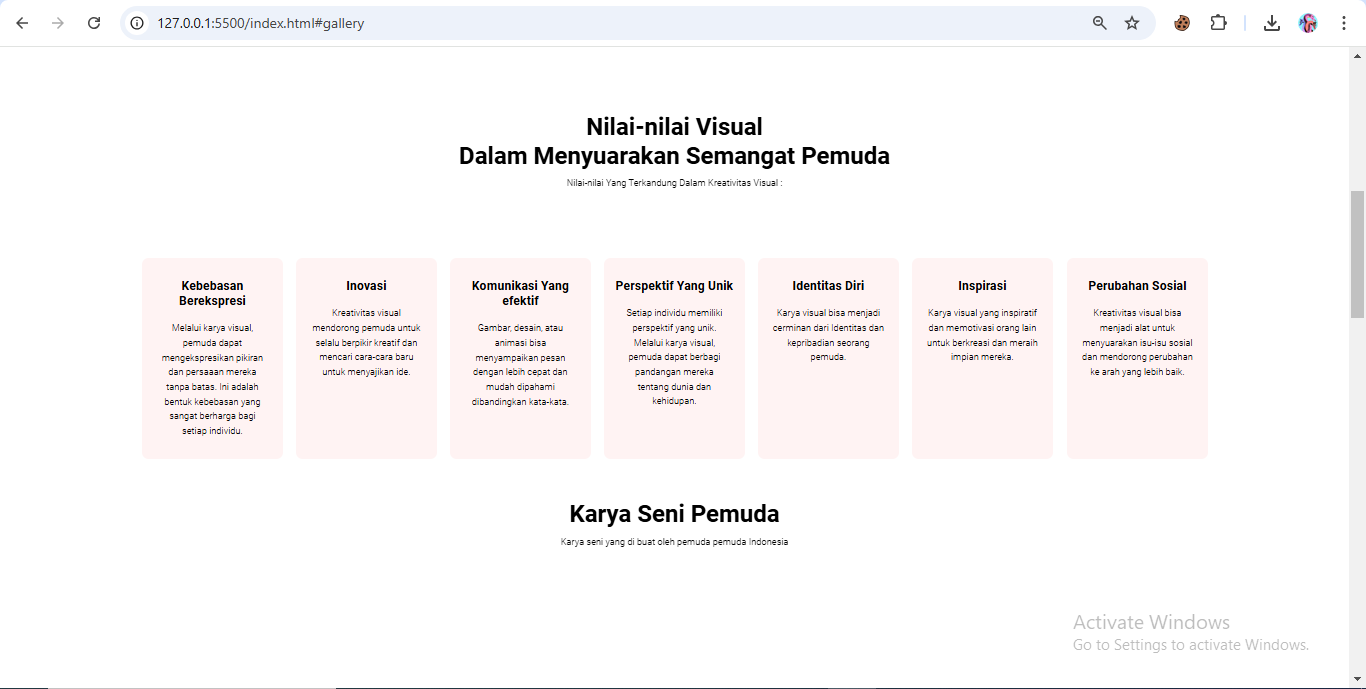 127.0.0.1:5500/index.html#gallery
Nilai-nilai Visual
Dalam Menyuarakan Semangat Pemuda
Nilai-nilai Yang Terkandung Dalam Kreativitas Visual :
Kebebasan
Berekspresi
Melalui karya visual,
pemuda dapat
mengekspresikan pikiran
dan persaaan mereka
tanpa batas. Ini adalah
bentuk kebebasan yang
sangat berharga bagi
setiap individu.
Inovasi
Kreativitas visual
mendorong pemuda untuk
selalu berpikir kreatif dan
mencari cara-cara baru
untuk menyajikan ide.
Komunikasi Yang
efektif
Gambar, desain, atau
animasi bisa
menyampaikan pesan
dengan lebih cepat dan
mudah dipahami
dibandingkan kata-kata.
Perspektif Yang Unik
Setiap individu memiliki
perspektif yang unik.
Melalui karya visual,
pemuda dapat berbagi
pandangan mereka
tentang dunia dan
kehidupan.
Identitas Diri
Karya visual bisa menjadi
cerminan dari Identitas dan
kepribadian seorang
pemuda.
Inspirasi
Karya visual yang inspiratif
dan memotivasi orang lain
untuk berkreasi dan meraih
impian mereka.
Perubahan Sosial
Kreativitas visual bisa
menjadi alat untuk
menyuarakan isu-isu sosial
dan mendorong perubahan
ke arah yang lebih baik.
Karya Seni Pemuda
Karya seni yang di buat oleh pemuda pemuda Indonesia
Activate Windows
Go to Settings to activate Windows.